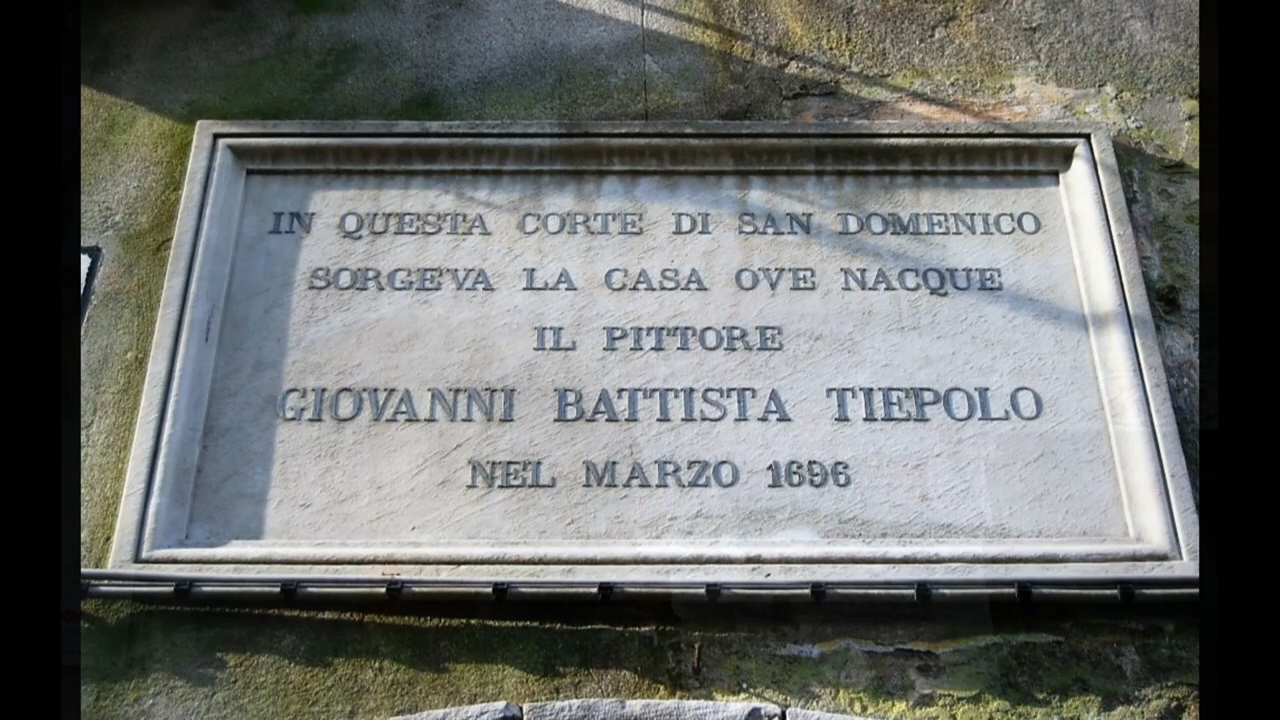 IN QUESTA CORTE DI SAN DOMENICO
SORGEVA LA CASA OVE NACQUE
IL PITTORE
GIOVANNI BATTISTA TIEPOLO
NEL MARZO 1696